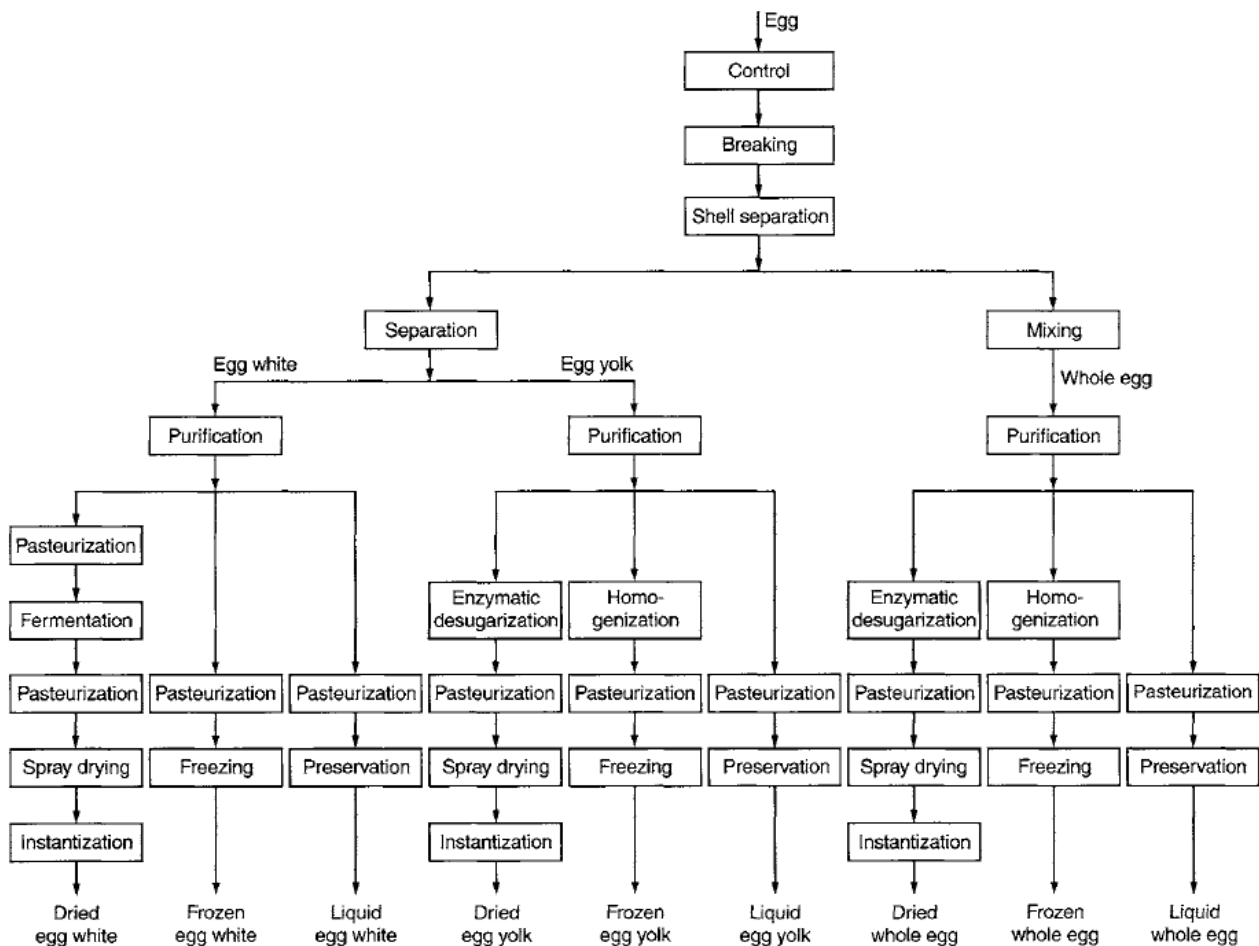 Egg
Control
Breaking
Shell separation
Separation
Mixing
Egg white
Egg yolk
Whole egg
Purification
Purification
Purification
Pasteurization
Fermentation
Enzymatic
desugarization
Homo-
genization
Enzymatic
desugarization
Homo-
genization
Pasteurization
Pasteurization
Pasteurization
Pasteurization
Pasteurization
Pasteurization
Pasteurization
Pasteurization
Pasteurization
Spray drying
Freezing
Preservation
Spray drying
Freezing
Preservation
Spray drying
Freezing
Preservation
Instantization
Instantization
Instantization
Dried
egg white
Frozen
egg white
Liquid
egg white
Dried
egg yolk
Frozen
egg yolk
Liquid
egg yolk
Dried
whole egg
Frozen
whole egg
Liquid
whole egg